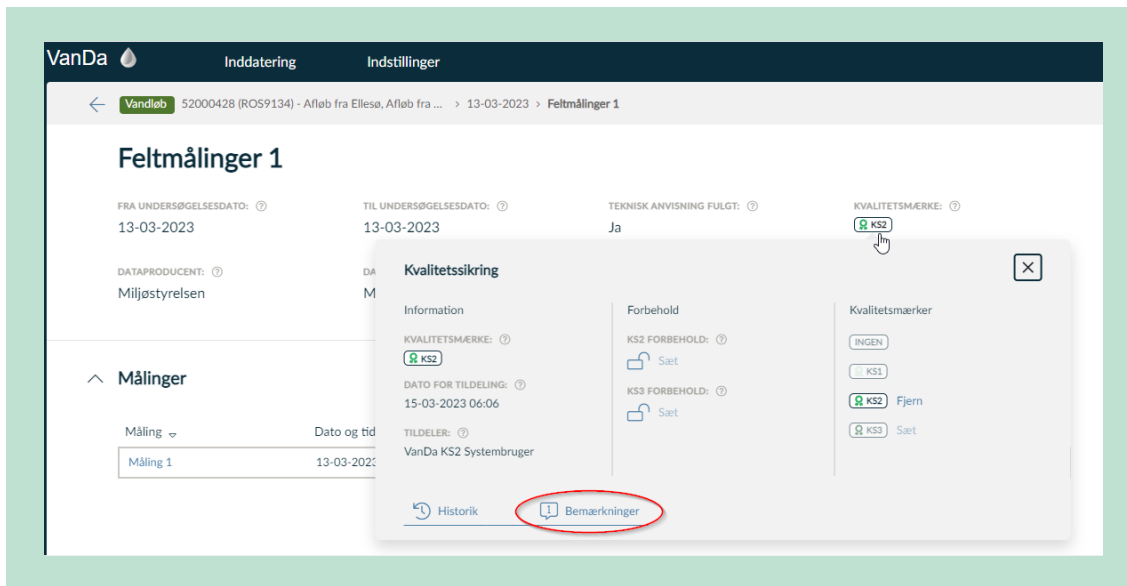 VanDa Inddatering Indstillinger
Vandløb 52000428 (ROS9134) - Afløb fra Ellesø, Afløb fra ... > 13-03-2023 > Feltmålinger 1
Feltmålinger 1
FRA UNDERSØGELSESDATO: TIL UNDERSØGELSESDATO: TEKNISK ANVISNING FULGT: KVALITETSMÆRKE:
13-03-2023 13-03-2023 Ja KS2
DATAPRODUCENT: DA
Miljøstyrelsen M
Kvalitetssikring
Information Forbehold Kvalitetsmærker
KVALITETSMÆRKE: KS2 FORBEHOLD: INGEN
KS2 Sæt KS1
DATO FOR TILDELING: KS3 FORBEHOLD: KS2 Fjern
15-03-2023 06:06 Sæt
TILDELER: KS3 Sæt
VanDa KS2 Systembruger
Historik 1 Bemærkninger
Målinger
Måling Dato og tid
Måling 1 13-03-2023